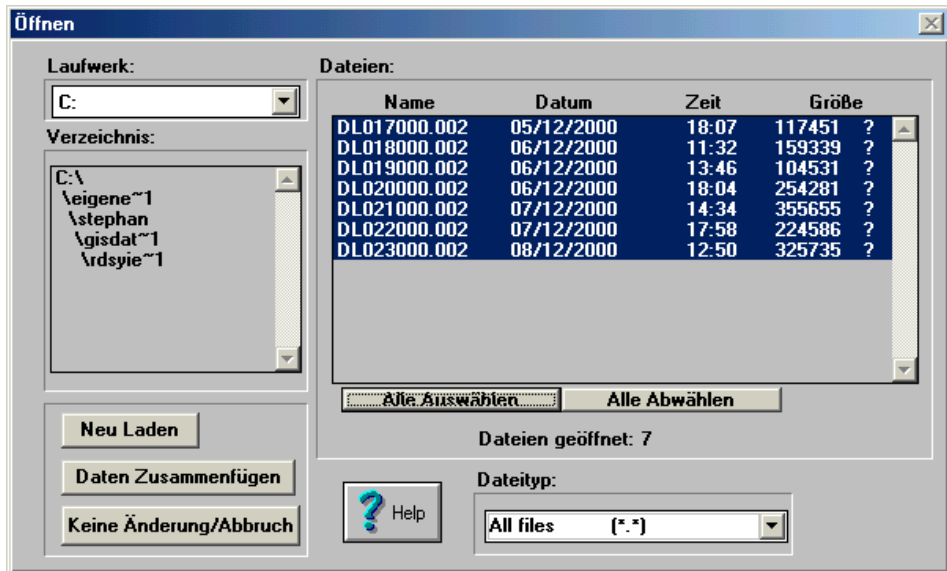 Öffnen
Laufwerk:
C:
Verzeichnis:
C:\
\eigene~1
\stephan
\gisdat~1
\rdsyie~1
Dateien:
Name Datum Zeit Größe
DL017000.002 05/12/2000 18:07 117451 ?
DL018000.002 06/12/2000 11:32 159339 ?
DL019000.002 06/12/2000 13:46 104531 ?
DL020000.002 06/12/2000 18:04 254281 ?
DL021000.002 07/12/2000 14:34 355655 ?
DL022000.002 07/12/2000 17:58 224586 ?
DL023000.002 08/12/2000 12:50 325735 ?
Alle Auswählen Alle Abwählen
Dateien geöffnet: 7
Neu Laden
Daten Zusammenfügen
Keine Änderung/Abbruch
? Help
Dateityp:
All files (*.*)